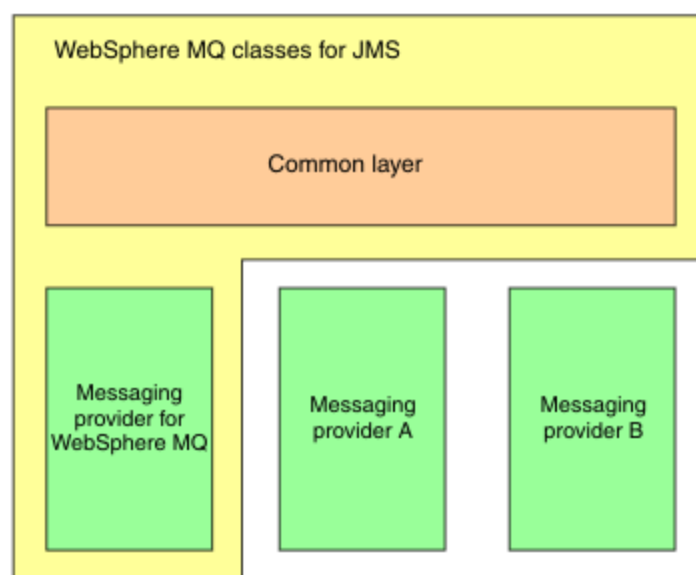 WebSphere MQ classes for JMS
Common layer
Messaging
provider for
WebSphere MQ
Messaging
provider A
Messaging
provider B